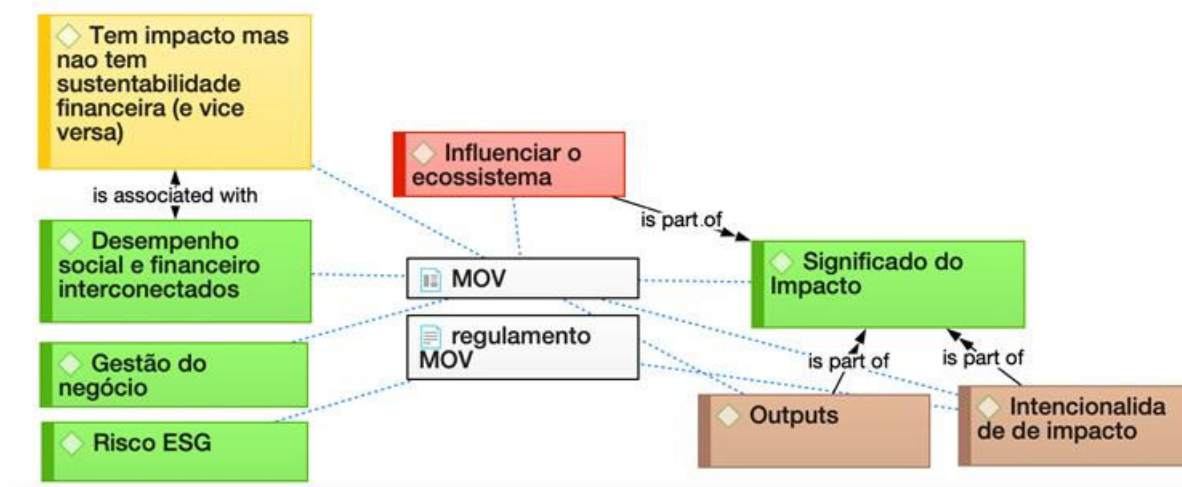 Tem impacto mas
nao tem
sustentabilidade
financeira (e vice
versa)
is associated with
Desempenho
social e financeiro
interconectados
Gestão do
negócio
Risco ESG
Influenciar o
ecossistema
is part of
MOV
regulamento
MOV
Significado do
Impacto
is part of
is part of
Outputs
Intencionalida
de de impacto